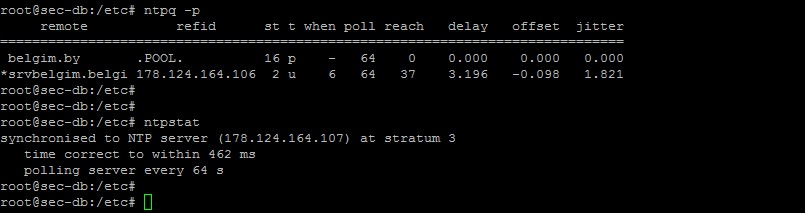 root@sec-db:/etc# ntpq -p
     remote           refid      st t when poll reach   delay   offset  jitter
==============================================================================
 belgim.by       .POOL.          16 p    -   64    0    0.000    0.000   0.000
*srvbelgim.belgi 178.124.164.106  2 u    6   64   37    3.196   -0.098   1.821
root@sec-db:/etc#
root@sec-db:/etc#
root@sec-db:/etc# ntpstat
synchronised to NTP server (178.124.164.107) at stratum 3
   time correct to within 462 ms
   polling server every 64 s
root@sec-db:/etc#
root@sec-db:/etc#